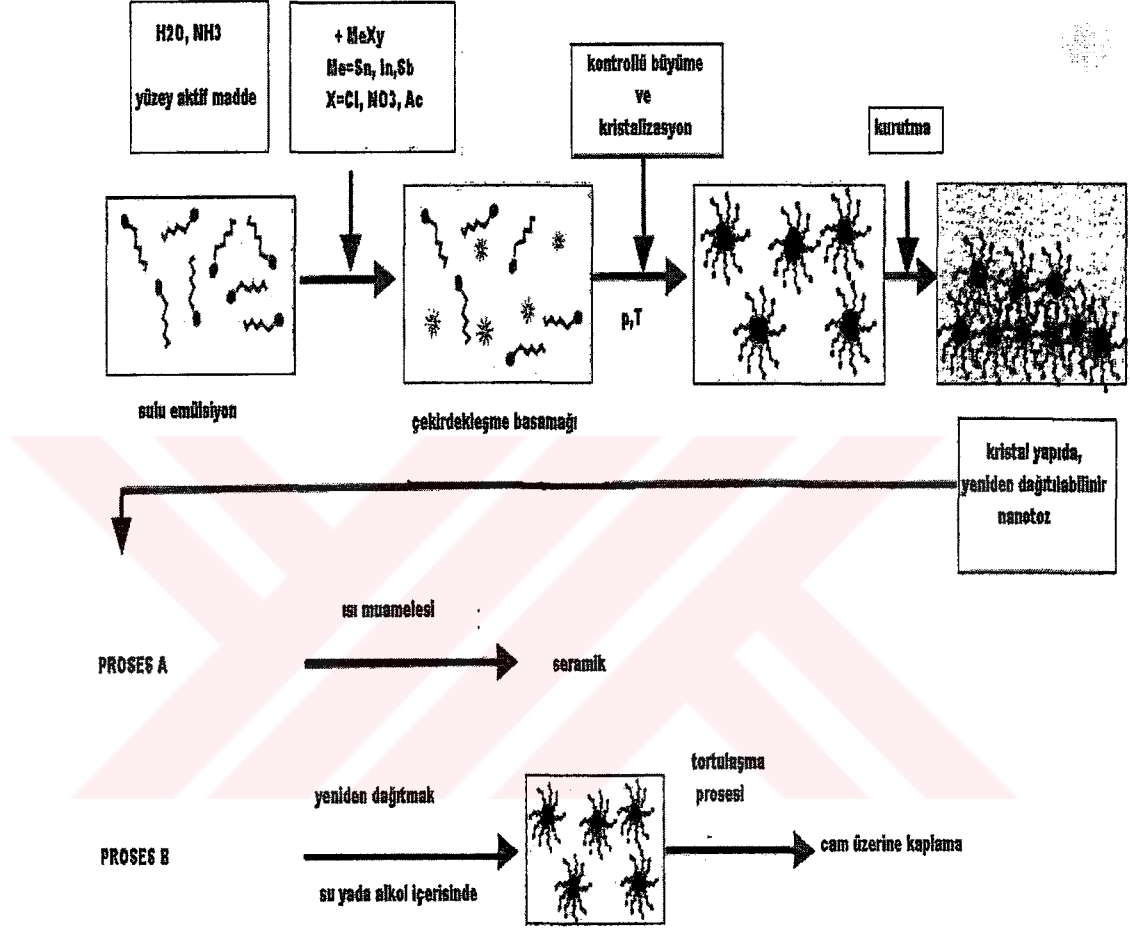 H2O, NH3
yüzey aktif madde
+ MeXy
Me=Sn, In,Sb
X=Cl, NO3, Ac
kontrollü büyüme
ve
kristalizasyon
kurutma
p,T
sulu emülsiyon
çekirdekleşme basamağı
kristal yapıda,
yeniden dağıtılabilinir
nanotoz
ısı muamelesi
PROSES A
seramik
yeniden dağıtmak
tortulaşma
prosesi
PROSES B
cam üzerine kaplama
su yada alkol içerisinde